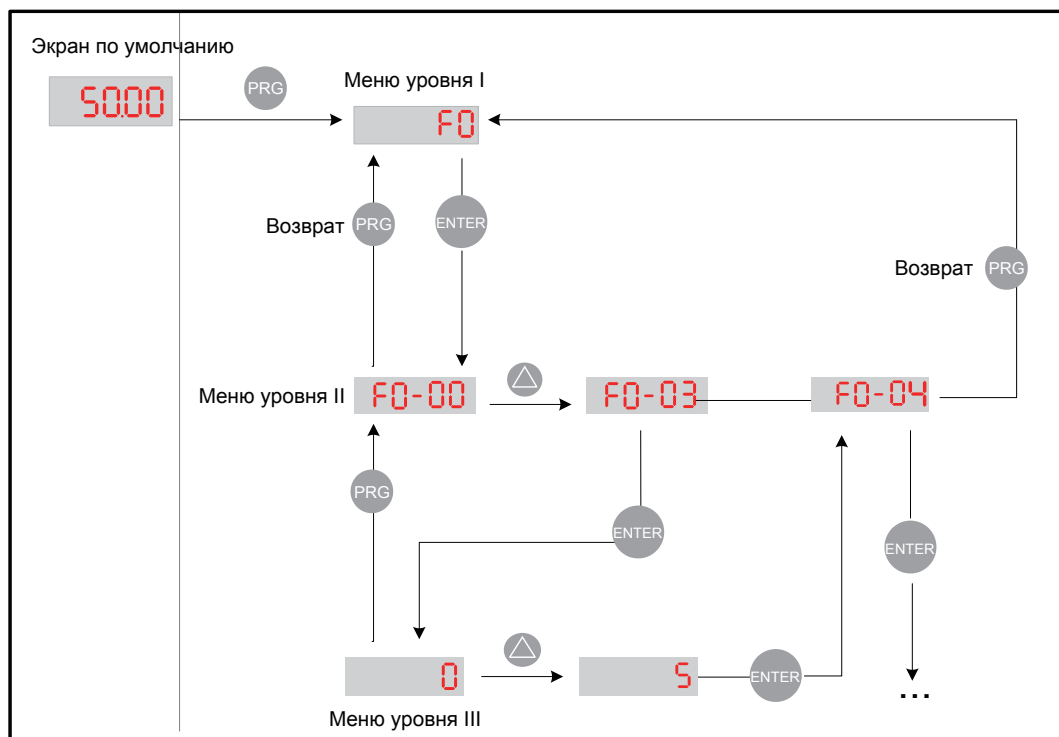 Экран по умолчанию
50.00
PRG
Меню уровня I
F0
Возврат PRG
ENTER
Возврат PRG
Меню уровня II
F0-00
F0-03
F0-04
PRG
ENTER
ENTER
0
5
ENTER
...
Меню уровня III